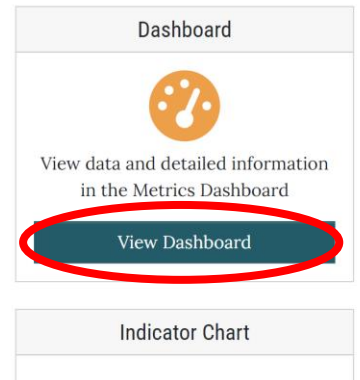 Dashboard
View data and detailed information
in the Metrics Dashboard
View Dashboard
Indicator Chart